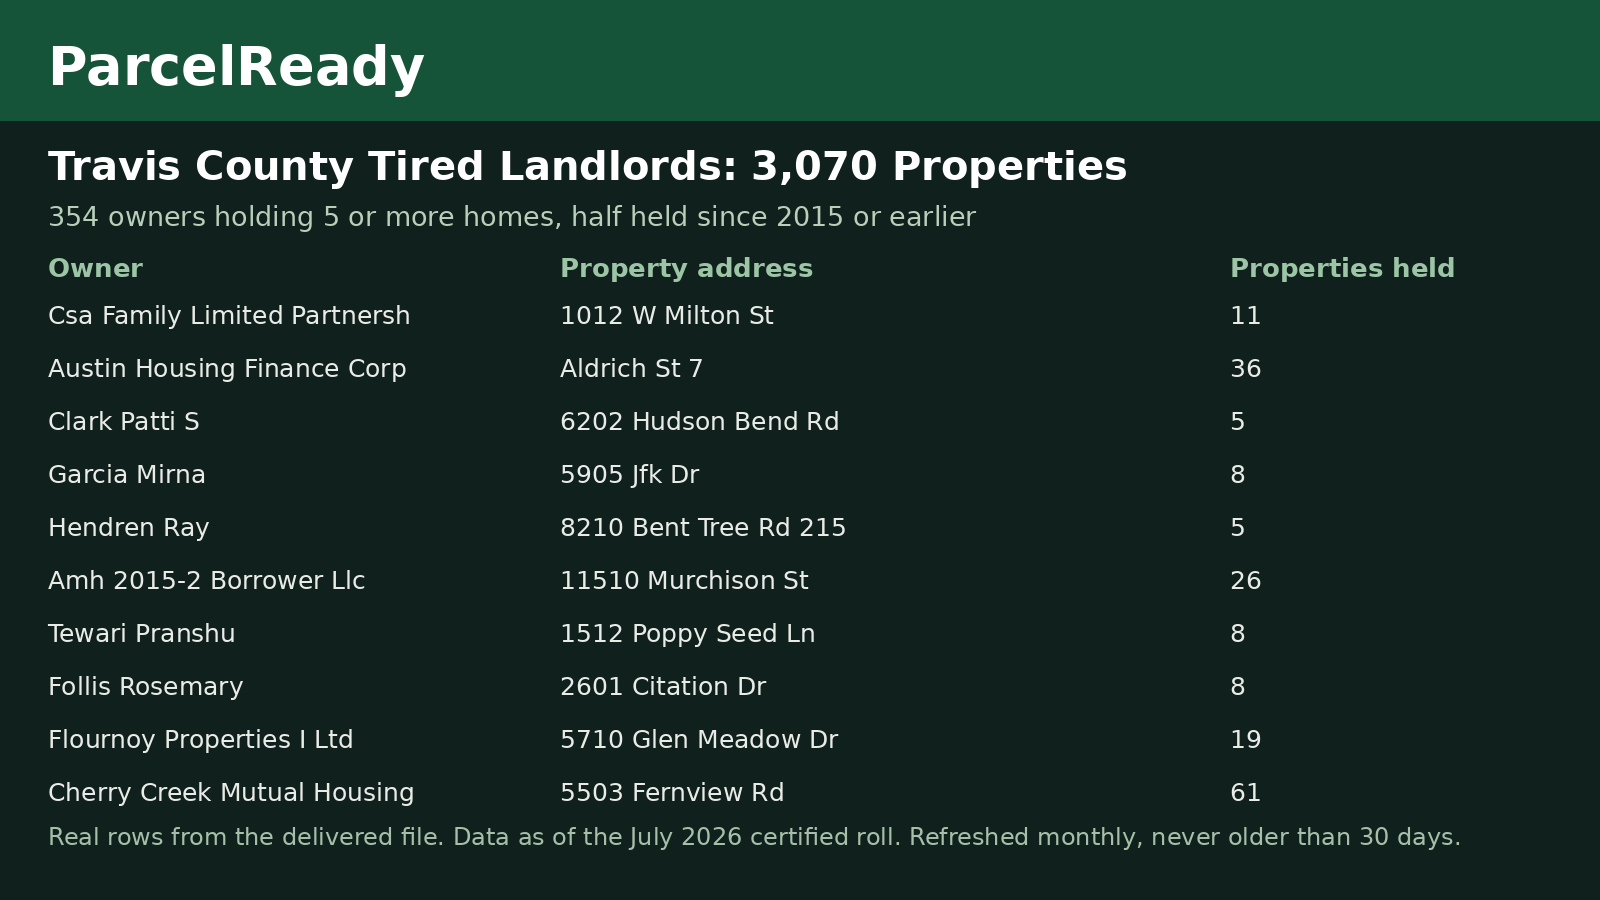 ParcelReady
Travis County Tired Landlords: 3,070 Properties
354 owners holding 5 or more homes, half held since 2015 or earlier
Owner Property address Properties held
Csa Family Limited Partnersh 1012 W Milton St 11
Austin Housing Finance Corp Aldrich St 7 36
Clark Patti S 6202 Hudson Bend Rd 5
Garcia Mirna 5905 Jfk Dr 8
Hendren Ray 8210 Bent Tree Rd 215 5
Amh 2015-2 Borrower Llc 11510 Murchison St 26
Tewari Pranshu 1512 Poppy Seed Ln 8
Follis Rosemary 2601 Citation Dr 8
Flournoy Properties I Ltd 5710 Glen Meadow Dr 19
Cherry Creek Mutual Housing 5503 Fernview Rd 61
Real rows from the delivered file. Data as of the July 2026 certified roll. Refreshed monthly, never older than 30 days.